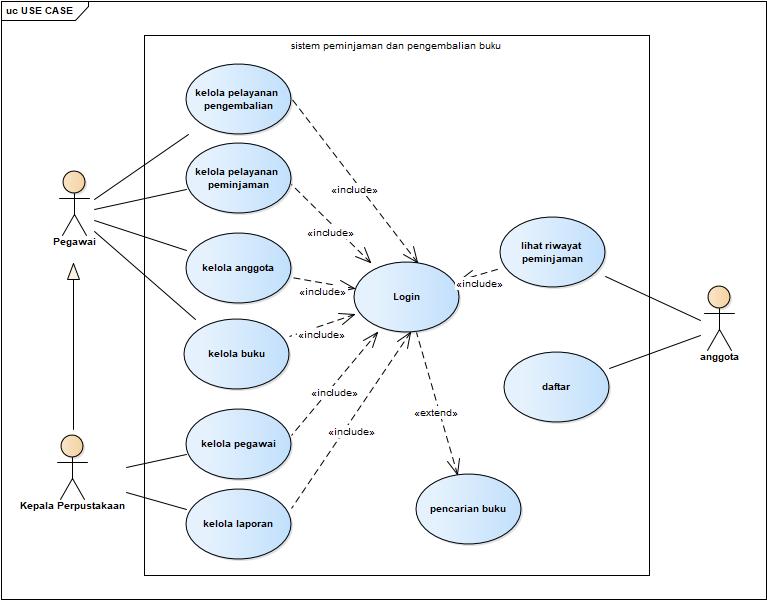 uc USE CASE
sistem peminjaman dan pengembalian buku
kelola pelayanan
pengembalian
kelola pelayanan
peminjaman
«include»
«include»
Pegawai
kelola anggota
lihat riwayat
peminjaman
«include»
«include»
Login
«include»
kelola buku
anggota
daftar
«include»
«extend»
«include»
kelola pegawai
Kepala Perpustakaan
pencarian buku
kelola laporan